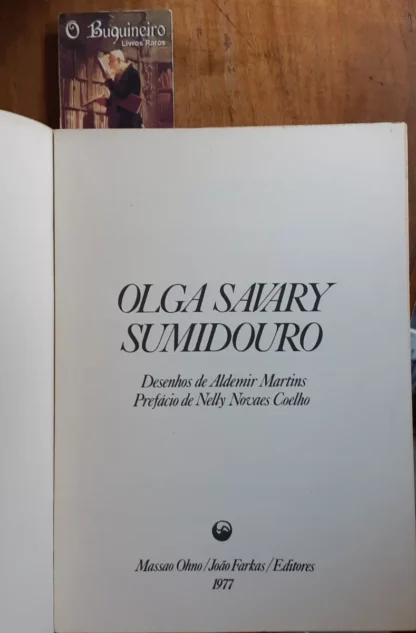 O Buquineiro
Livros Raros
OLGA SAVARY
SUMIDOURO
Desenhos de Aldemir Martins
Prefácio de Nelly Novaes Coelho
Massao Ohno/João Farkas/Editores
1977